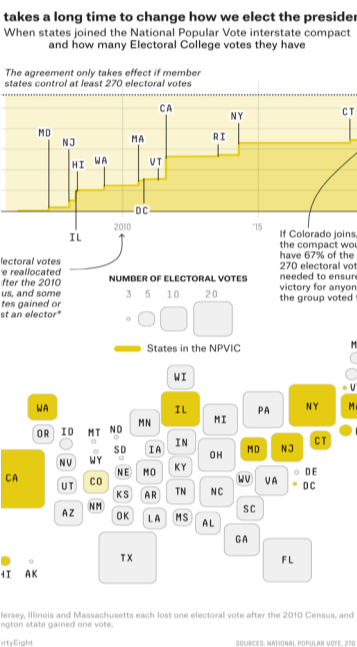 takes a long time to change how we elect the presiden
When states joined the National Popular Vote interstate compact
and how many Electoral College votes they have
The agreement only takes effect if member
states control at least 270 electoral votes
CA
NY
CT
MD
MA
RI
NJ
HI WA
VT
DC
IL
2010
'15
lectoral votes
e reallocated
fter the 2010
us, and some
tes gained or
st an elector*
If Colorado joins,
the compact wou
have 67% of the
270 electoral vot
needed to ensure
victory for anyon
the group voted
NUMBER OF ELECTORAL VOTES
3 5 10 20
States in the NPVIC
M
WI
V
WA
IL
PA
NY
MA
MI
OR ID MT ND
MN
IN
CT
SD
IA
OH
MD
NJ
NV
WY
NE MO
KY
DE
CA
UT
CO
WV
VA
DC
KS AR
TN
NC
NM
AZ
OK
LA
MS
AL
SC
GA
TX
FL
HI AK
Jersey, Illinois and Massachusetts each lost one electoral vote after the 2010 Census, and
ngton state gained one vote.
irtyEight
SOURCES: NATIONAL POPULAR VOTE, 270